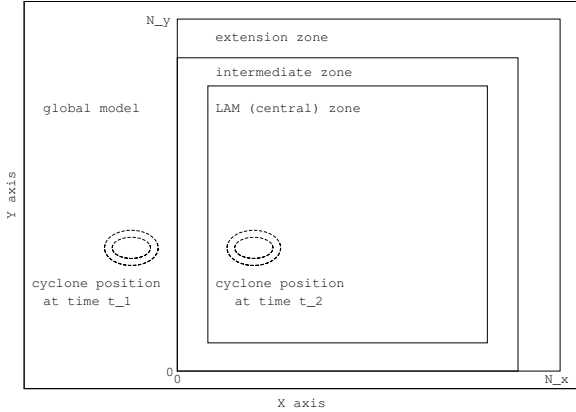 N_y
extension zone
intermediate zone
global model
LAM (central) zone
Y axis
cyclone position
at time t_1
cyclone position
at time t_2
0
0
N_x
X axis